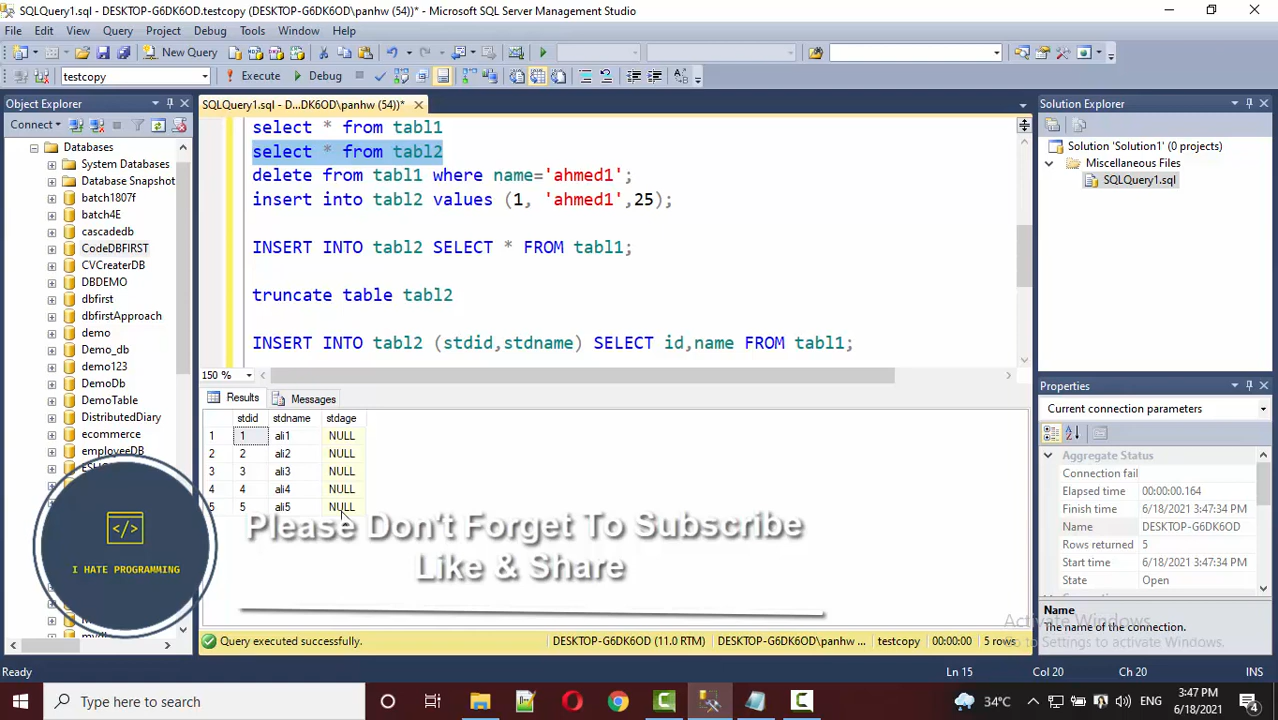 SQLQuery1.sql - DESKTOP-G6DK6OD.testcopy (DESKTOP-G6DK6OD\panhw (54))* - Microsoft SQL Server Management Studio
File Edit View Query Project Debug Tools Window Help
New Query
testcopy Execute Debug
Object Explorer
Connect
Databases
System Databases
Database Snapshot
batch1807f
batch4E
cascadedb
CodeDBFIRST
CVCreaterDB
DBDEMO
dbfirst
dbfirstApproach
demo
Demo_db
demo123
DemoDb
DemoTable
DistributedDiary
ecommerce
employeeDB
</>
I HATE PROGRAMMING
SQLQuery1.sql - D...DK6OD\panhw (54))*
select * from tabl1
select * from tabl2
delete from tabl1 where name='ahmed1';
insert into tabl2 values (1, 'ahmed1',25);
INSERT INTO tabl2 SELECT * FROM tabl1;
truncate table tabl2
INSERT INTO tabl2 (stdid,stdname) SELECT id,name FROM tabl1;
150 %
Results Messages
stdid stdname stdage
1 1 ali1 NULL
2 2 ali2 NULL
3 3 ali3 NULL
4 4 ali4 NULL
5 5 ali5 NULL
Please Don't Forget To Subscribe
Like & Share
Query executed successfully. DESKTOP-G6DK6OD (11.0 RTM) DESKTOP-G6DK6OD\panhw ... testcopy 00:00:00 5 rows
Solution Explorer
Solution 'Solution1' (0 projects)
Miscellaneous Files
SQLQuery1.sql
Properties
Current connection parameters
Aggregate Status
Connection fail
Elapsed time 00:00:00.164
Name DESKTOP-G6DK6OD
Rows returned 5
Start time 6/18/2021 3:47:34 PM
State Open
Name
The name of the connection.
Activate Windows
Go to Settings to activate Windows.
Ready Ln 15 Col 20 Ch 20 INS
Type here to search 34°C ENG 3:47 PM
6/18/2021
4